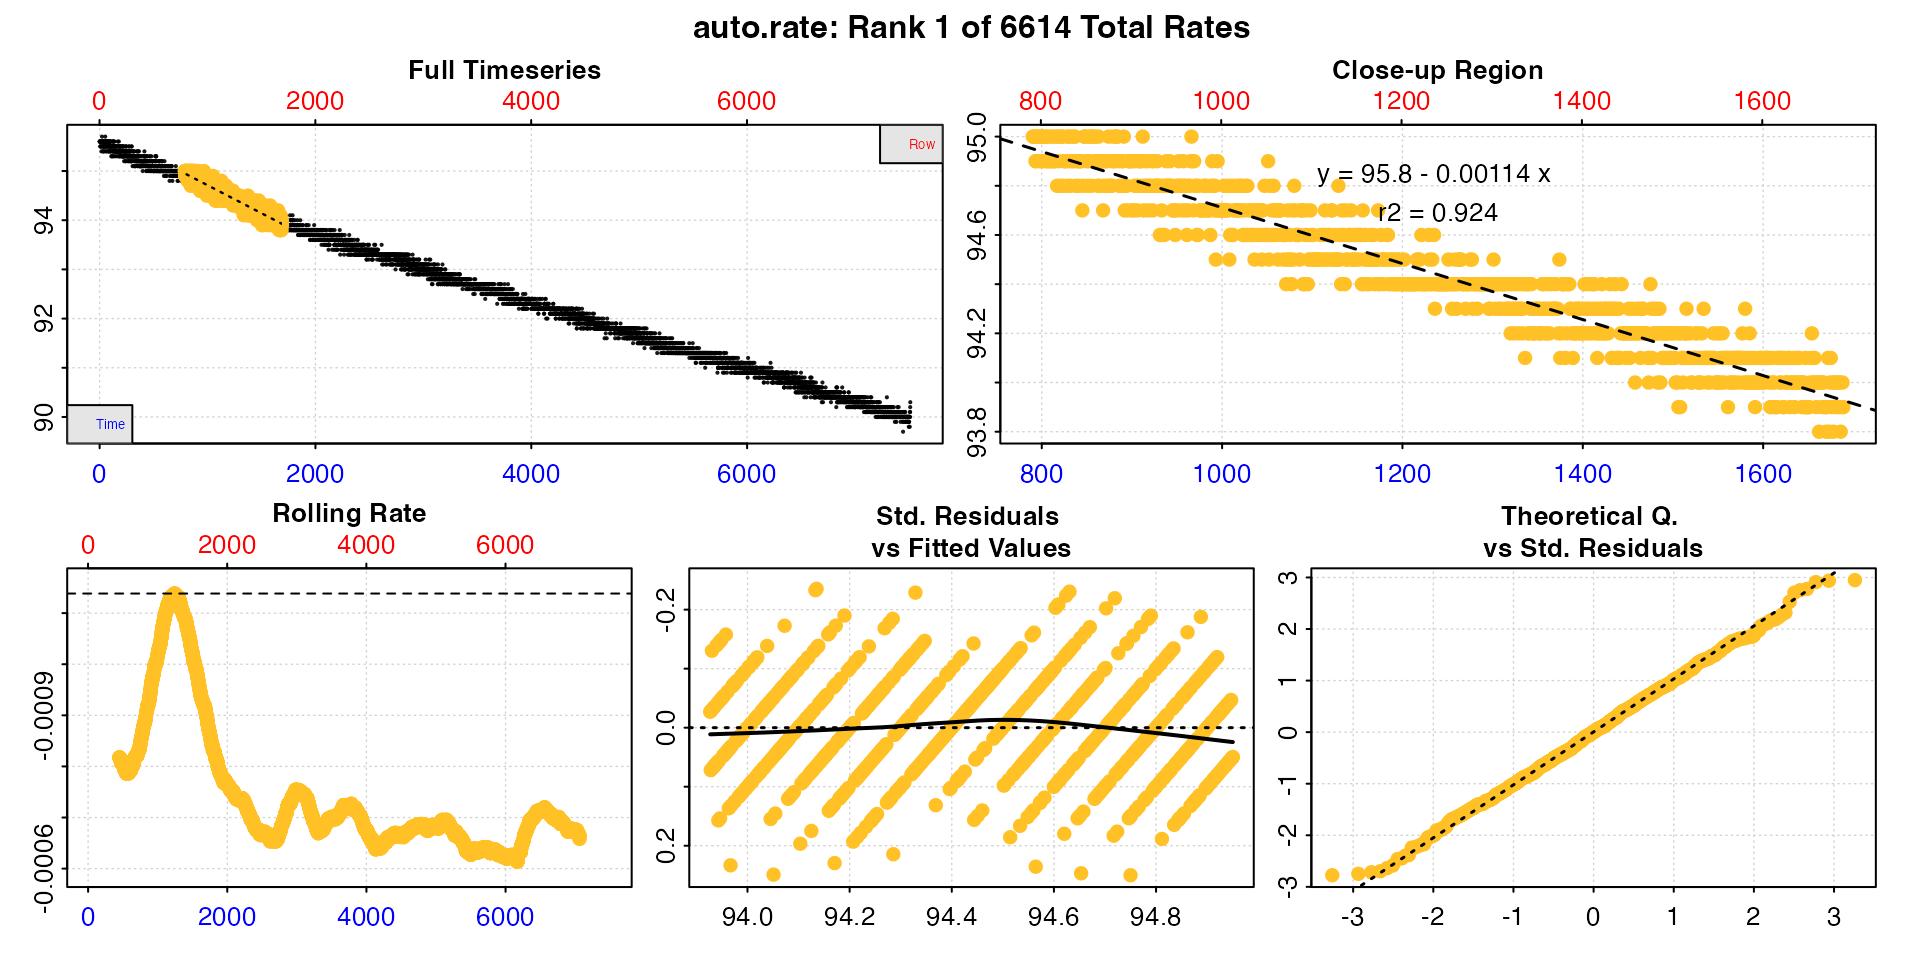 auto.rate: Rank 1 of 6614 Total Rates
Full Timeseries
0 2000 4000 6000
Row
94
92
90
Time
0 2000 4000 6000
Close-up Region
800 1000 1200 1400 1600
95.0
94.6
94.2
93.8
y = 95.8 - 0.00114 x
r2 = 0.924
800 1000 1200 1400 1600
Rolling Rate
0 2000 4000 6000
-0.0009
-0.0006
0 2000 4000 6000
Std. Residuals
vs Fitted Values
-0.2
0.0
0.2
94.0 94.2 94.4 94.6 94.8
Theoretical Q.
vs Std. Residuals
3
2
1
0
-1
-2
-3
-3 -2 -1 0 1 2 3